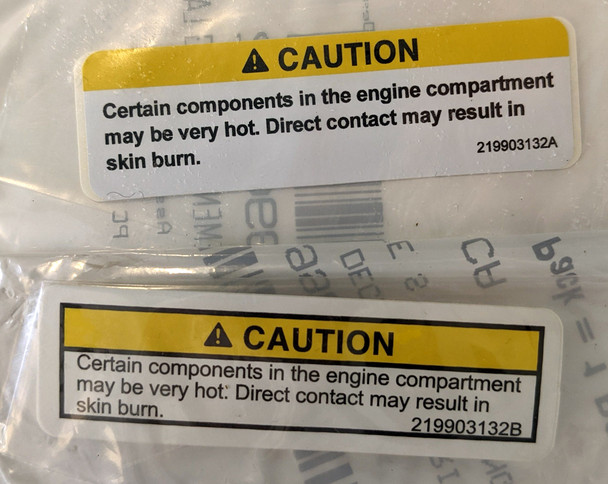 ⚠ CAUTION
Certain components in the engine compartment
may be very hot. Direct contact may result in
skin burn.
219903132A
⚠ CAUTION
Certain components in the engine compartment
may be very hot. Direct contact may result in
skin burn.
219903132B